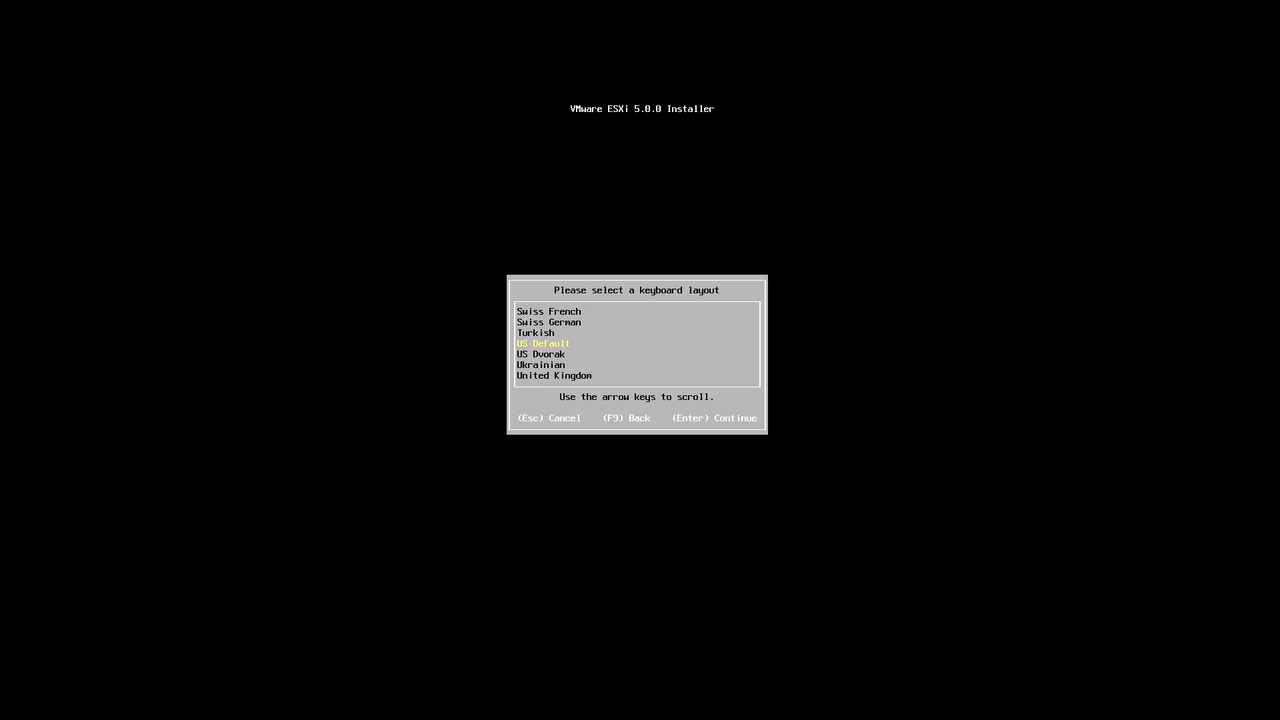 VMware ESXi 5.0.0 Installer
Please select a keyboard layout
Swiss French
Swiss German
Turkish
US Default
US Dvorak
Ukrainian
United Kingdom
Use the arrow keys to scroll.
(Esc) Cancel    (F9) Back    (Enter) Continue